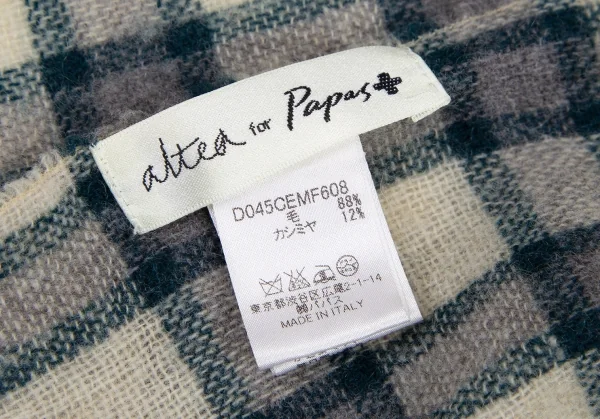 altea for Papas+
D045CEMF608
毛 88%
カシミヤ 12%
東京都渋谷区広尾2-1-14
㈱パパス
MADE IN ITALY